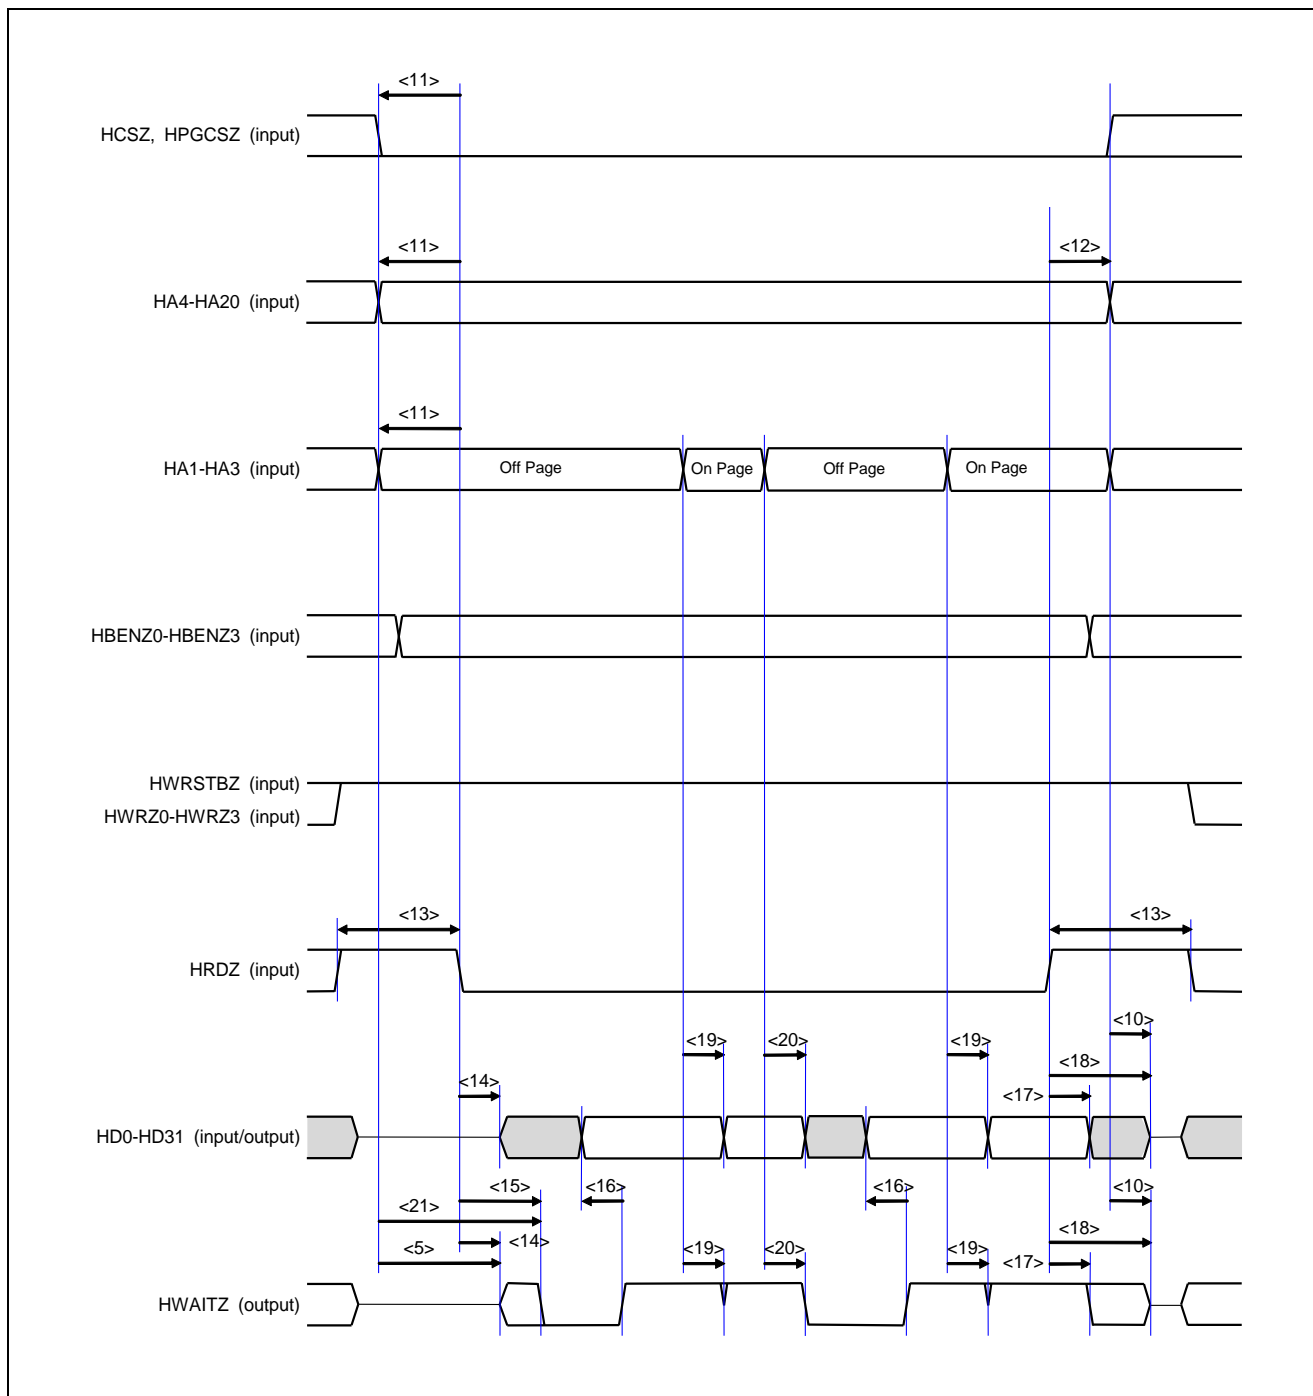 <11>
HCSZ, HPGCSZ (input)
<11>
<12>
HA4-HA20 (input)
<11>
HA1-HA3 (input)
Off Page
On Page
Off Page
On Page
HBENZ0-HBENZ3 (input)
HWRSTBZ (input)
HWRZ0-HWRZ3 (input)
<13>
<13>
HRDZ (input)
<10>
<19>
<20>
<19>
<18>
<14>
<17>
HD0-HD31 (input/output)
<15>
<16>
<16>
<10>
<21>
<18>
<5>
<14>
<19>
<20>
<19>
<17>
HWAITZ (output)